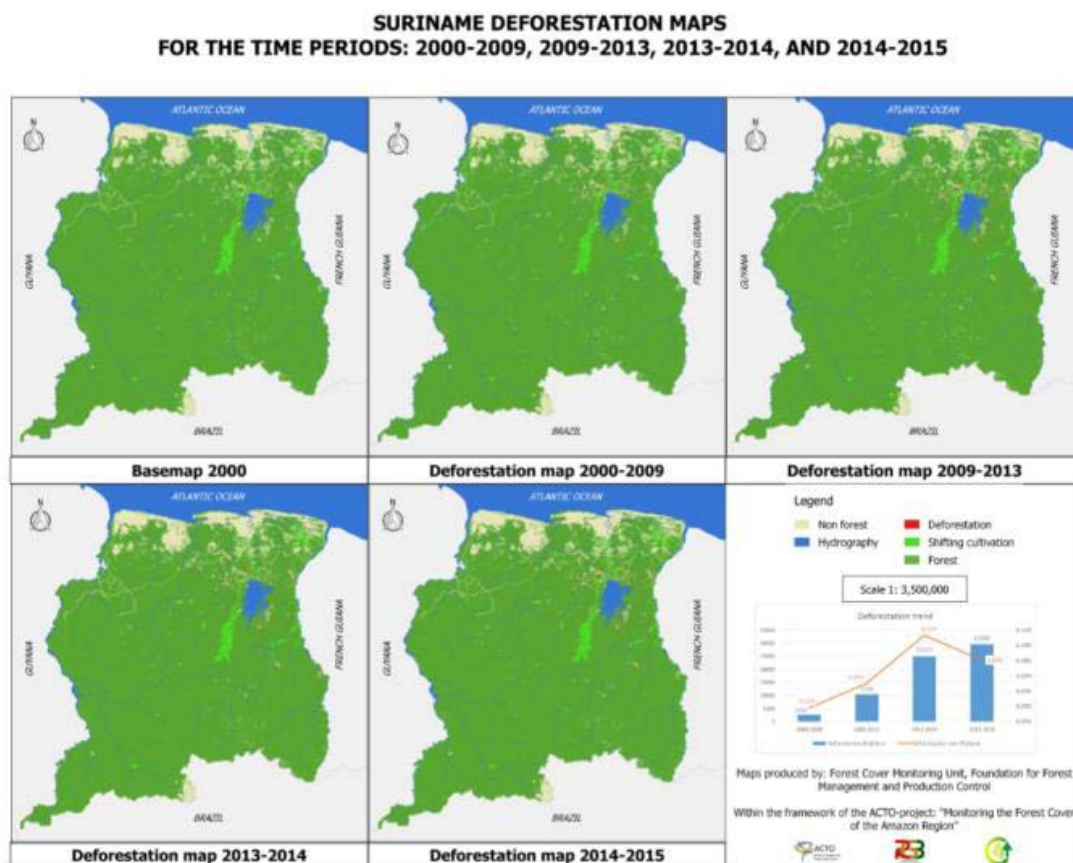 SURINAME DEFORESTATION MAPS
FOR THE TIME PERIODS: 2000-2009, 2009-2013, 2013-2014, AND 2014-2015
ATLANTIC OCEAN
N
GUYANA
FRENCH GUIANA
BRAZIL
Basemap 2000
ATLANTIC OCEAN
N
GUYANA
FRENCH GUIANA
BRAZIL
Deforestation map 2000-2009
ATLANTIC OCEAN
N
GUYANA
FRENCH GUIANA
BRAZIL
Deforestation map 2009-2013
ATLANTIC OCEAN
N
GUYANA
FRENCH GUIANA
BRAZIL
Deforestation map 2013-2014
ATLANTIC OCEAN
N
GUYANA
FRENCH GUIANA
BRAZIL
Deforestation map 2014-2015
Legend
Non forest
Hydrography
Deforestation
Shifting cultivation
Forest
Scale 1: 3,500,000
Deforestation trend
Maps produced by: Forest Cover Monitoring Unit, Foundation for Forest
Management and Production Control
Within the framework of the ACTO-project: "Monitoring the Forest Cover
of the Amazon Region"
ACTO